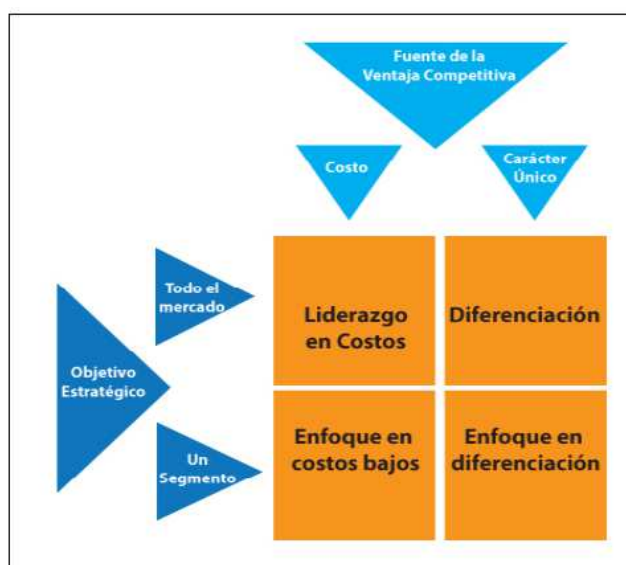 Fuente de la
Ventaja Competitiva
Costo
Carácter
Único
Todo el
mercado
Liderazgo
en Costos
Diferenciación
Objetivo
Estratégico
Un
Segmento
Enfoque en
costos bajos
Enfoque en
diferenciación